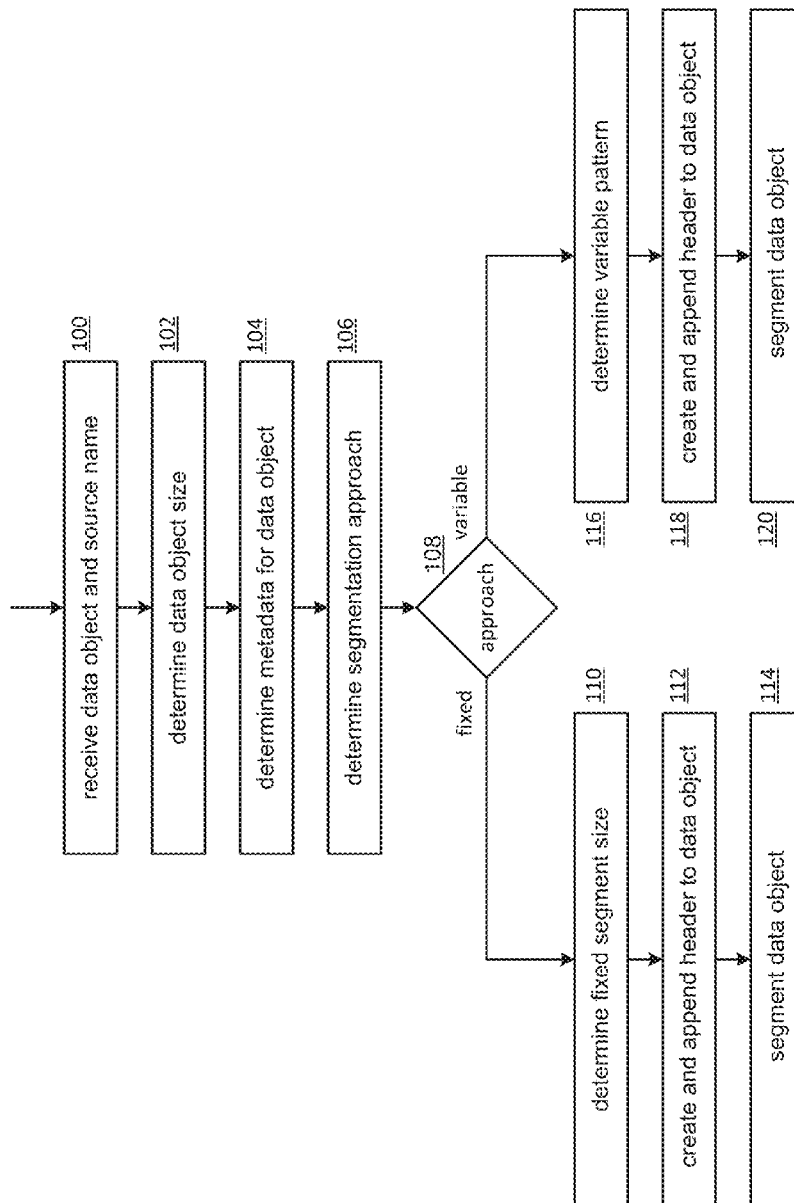 receive data object and source name
100
determine data object size
102
determine metadata for data object
104
determine segmentation approach
106
108
approach
fixed
variable
determine fixed segment size
110
create and append header to data object
112
segment data object
114
determine variable pattern
116
create and append header to data object
118
segment data object
120